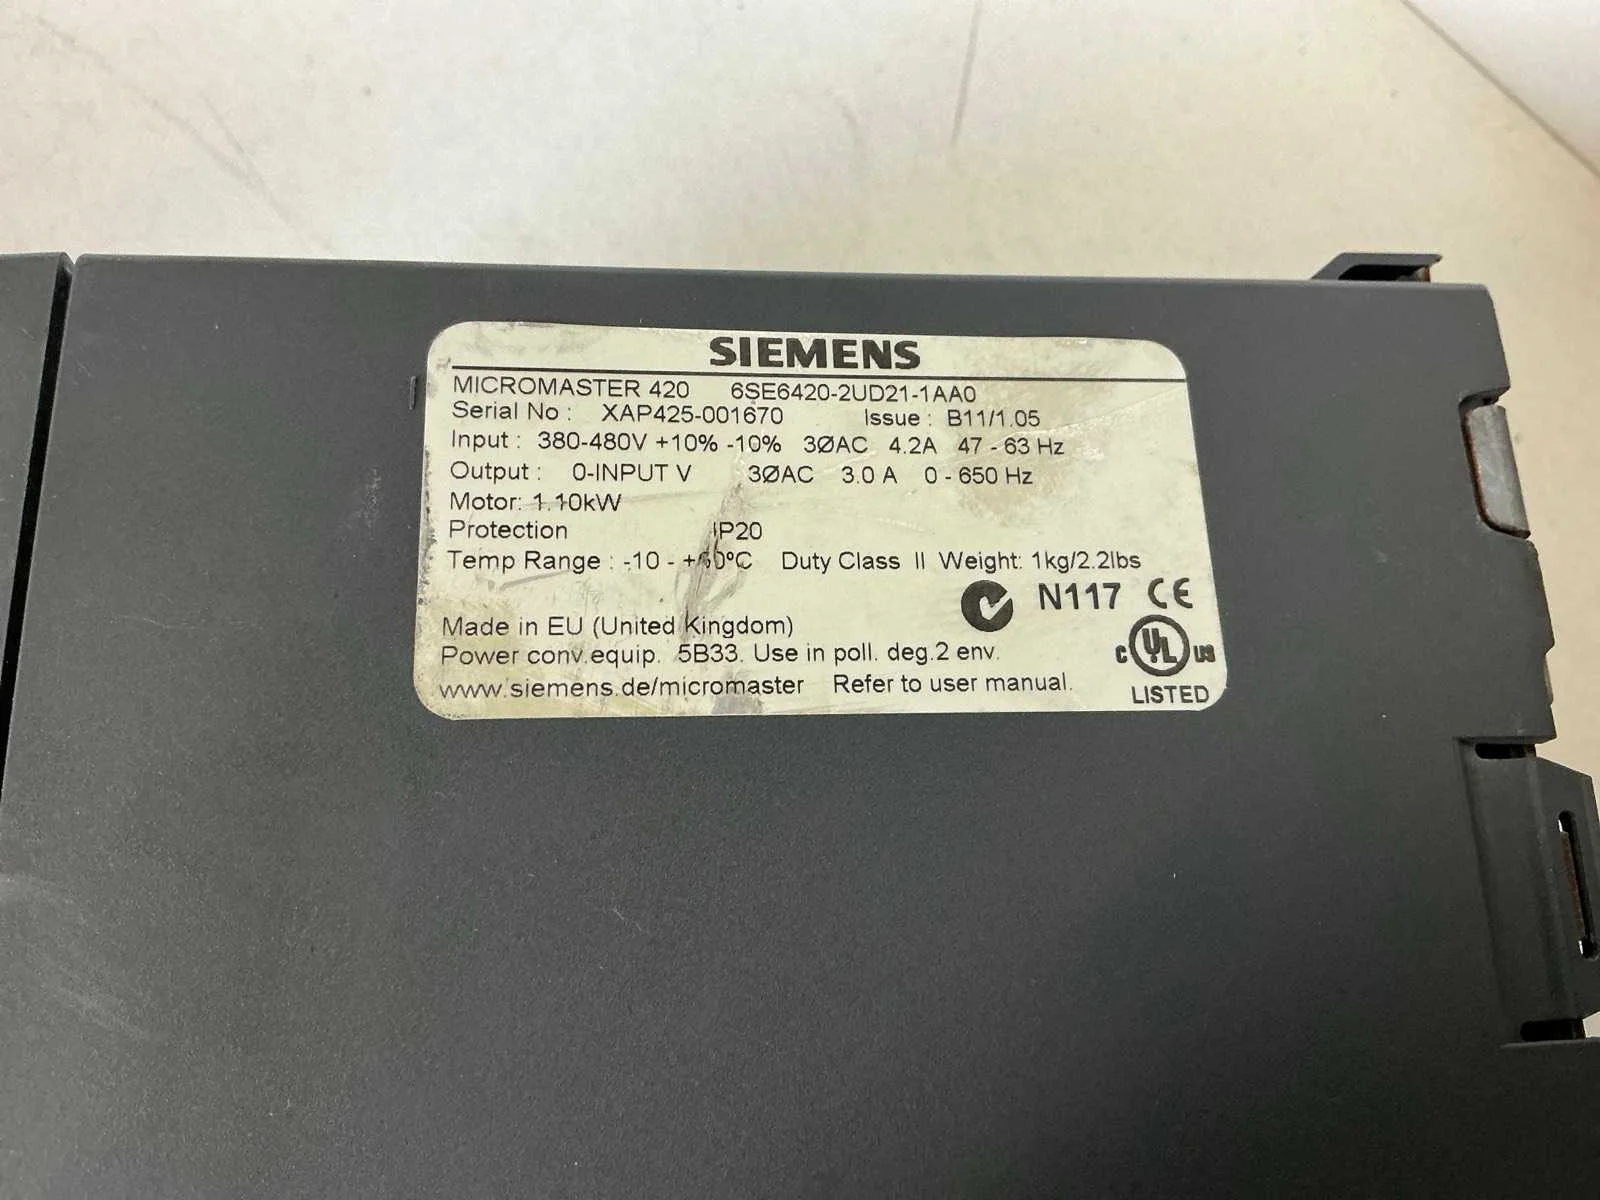 SIEMENS
MICROMASTER 420 6SE6420-2UD21-1AA0
Serial No : XAP425-001670 Issue : B11/1.05
Input : 380-480V +10% -10% 3ØAC 4.2A 47 - 63 Hz
Output : 0-INPUT V 3ØAC 3.0 A 0 - 650 Hz
Motor: 1.10kW
Protection IP20
Temp Range : -10 - Duty Class II Weight: 1kg/2.2lbs
N117 CE
Made in EU (United Kingdom)
Power conv.equip. 5B33. Use in poll. deg.2 env.
C UL US
www.siemens.de/micromaster Refer to user manual.
LISTED